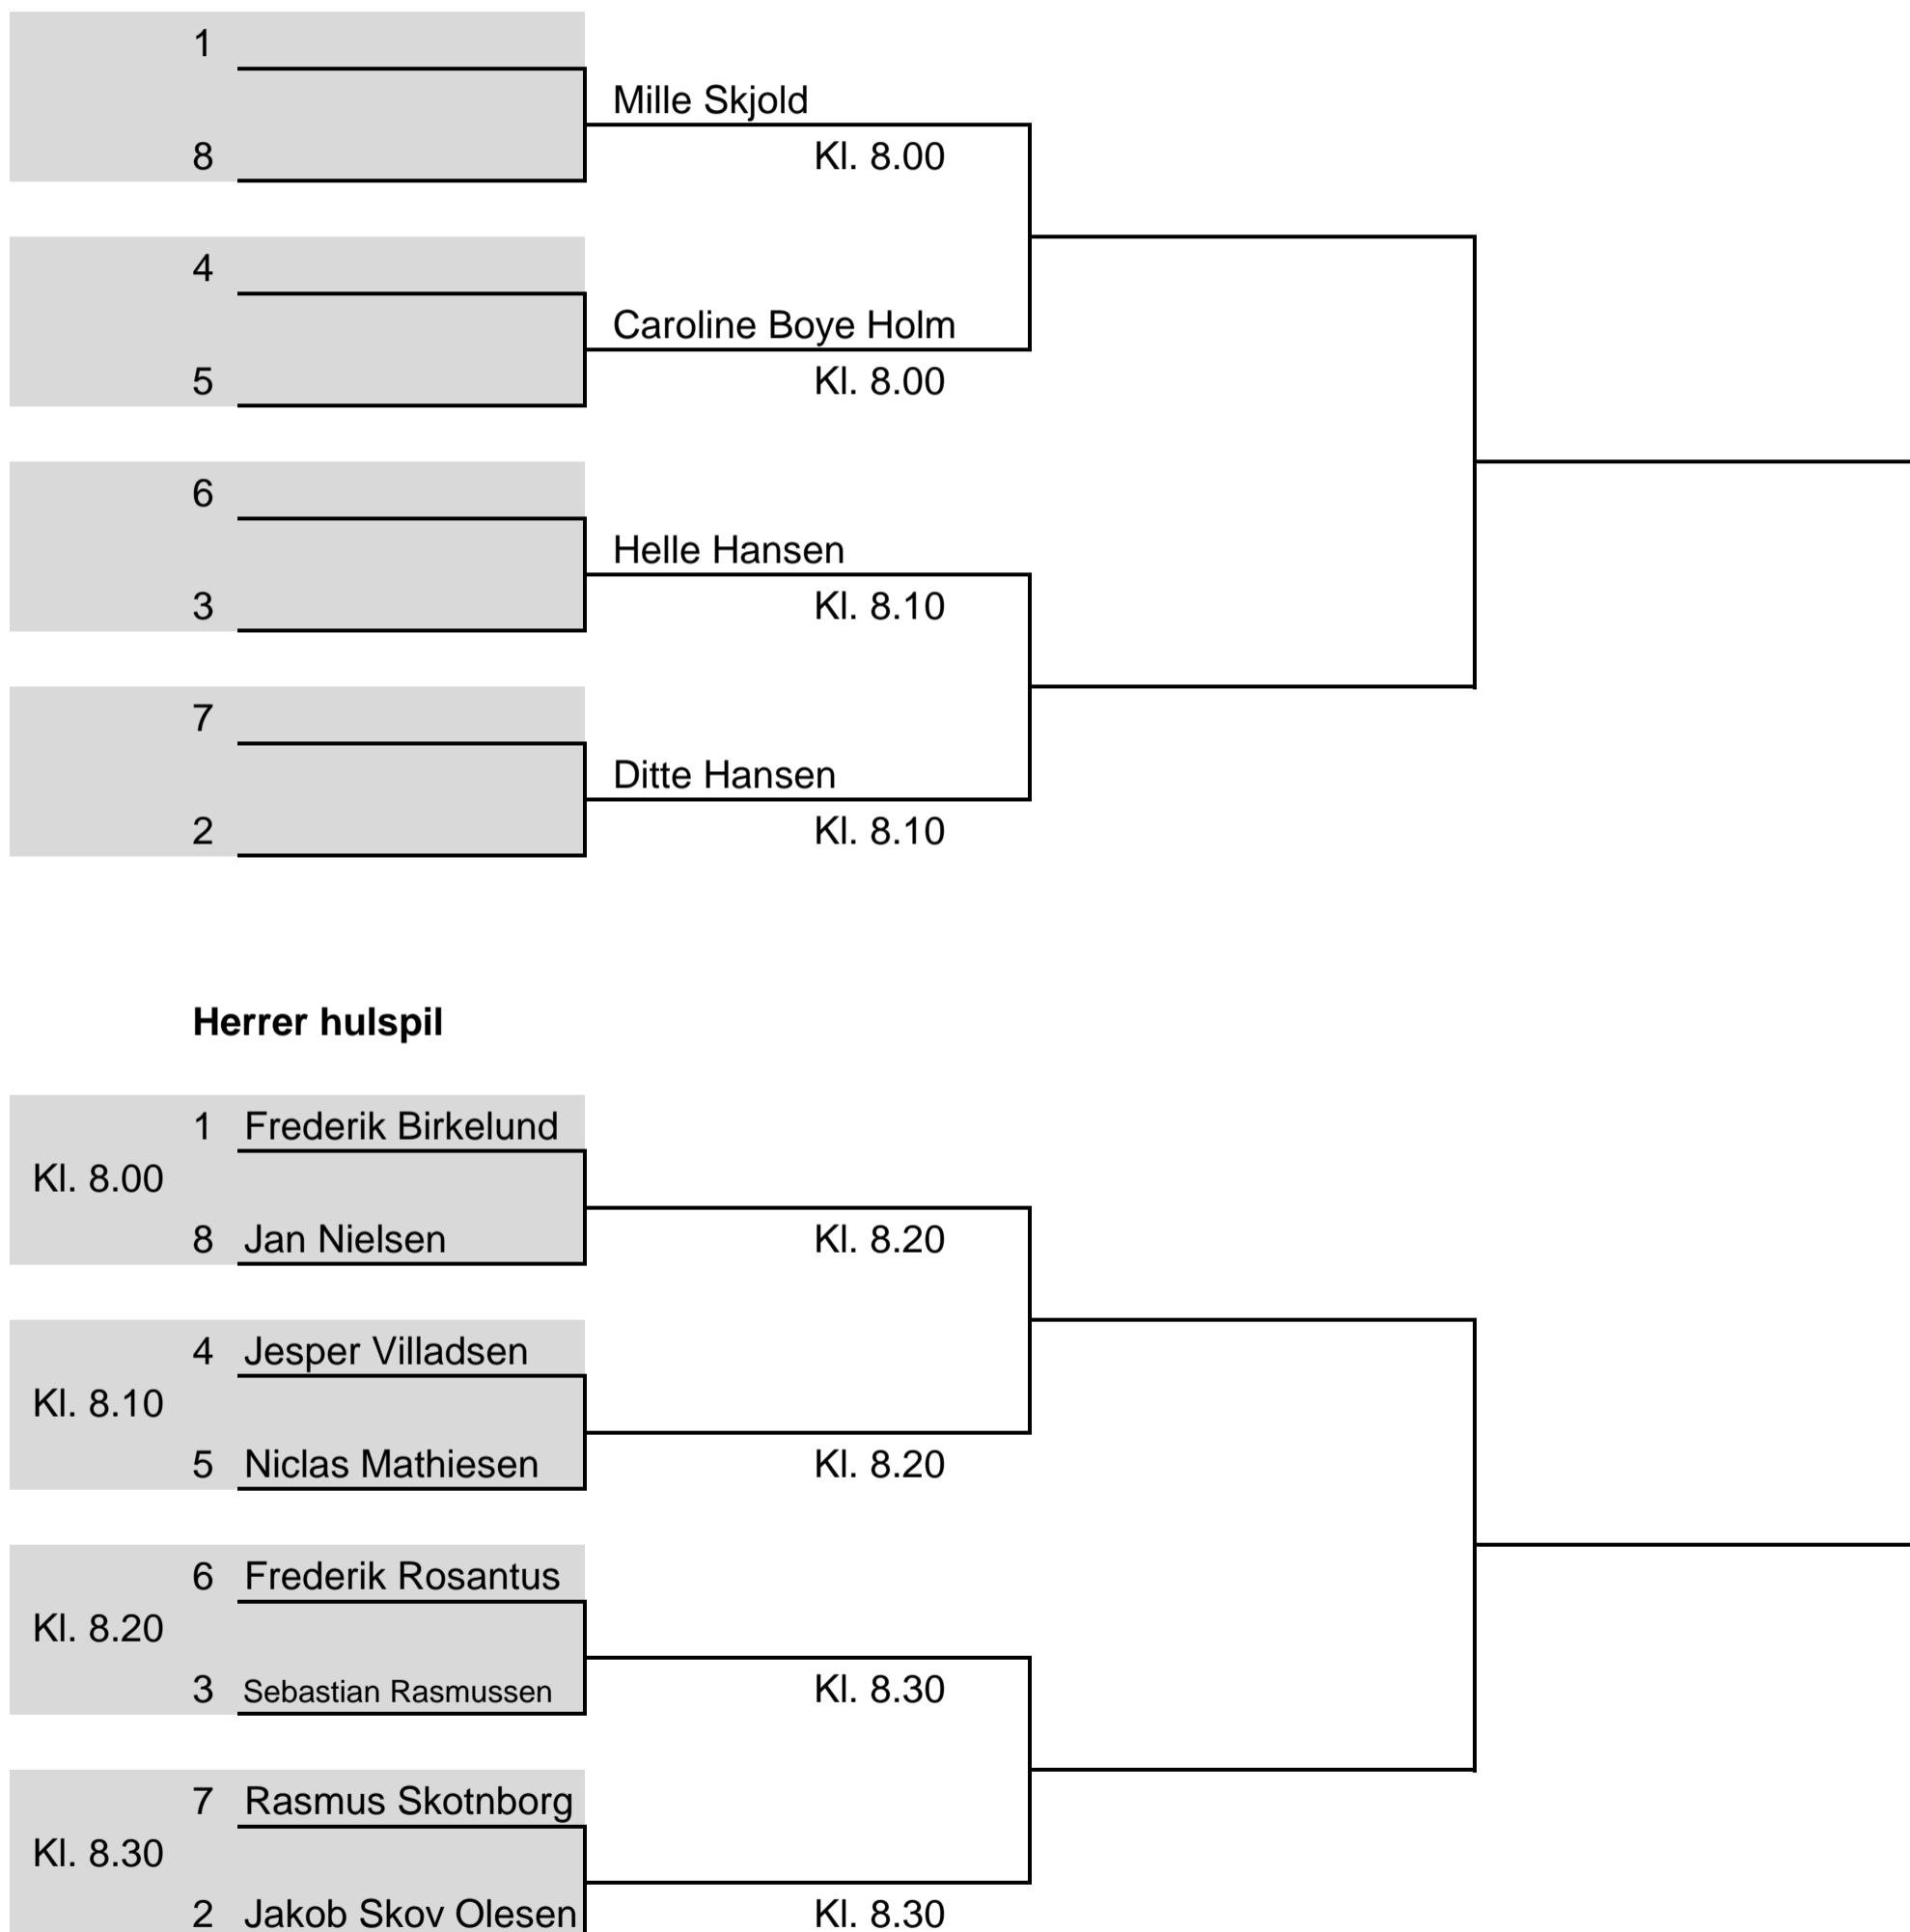 1
Mille Skjold
8 Kl. 8.00
4
Caroline Boye Holm
5 Kl. 8.00
6
Helle Hansen
3 Kl. 8.10
7
Ditte Hansen
2 Kl. 8.10
Herrer hulspil
1 Frederik Birkelund
Kl. 8.00
8 Jan Nielsen Kl. 8.20
4 Jesper Villadsen
Kl. 8.10
5 Niclas Mathiesen Kl. 8.20
6 Frederik Rosantus
Kl. 8.20
3 Sebastian Rasmussen Kl. 8.30
7 Rasmus Skotnborg
Kl. 8.30
2 Jakob Skov Olesen Kl. 8.30